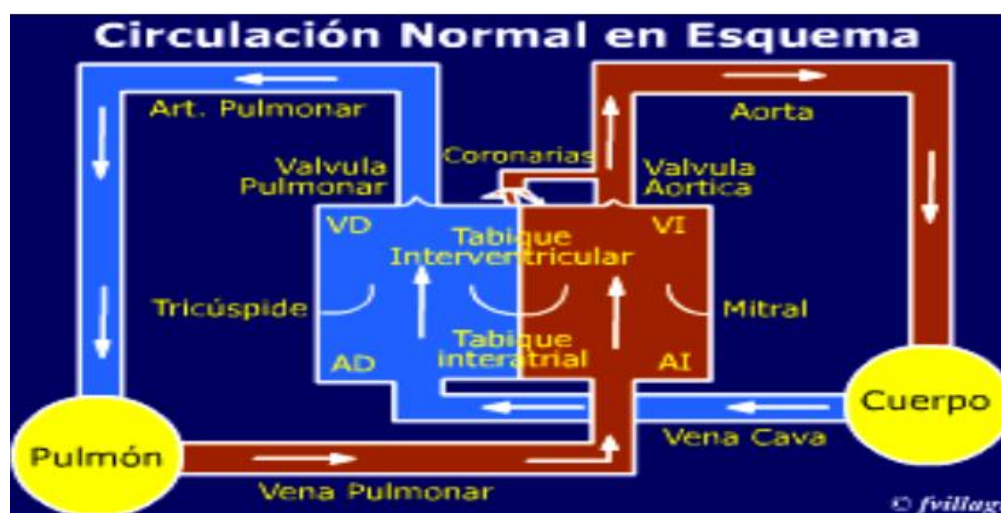 Circulación Normal en Esquema
Art. Pulmonar
Aorta
Coronarias
Valvula
Pulmonar
Valvula
Aortica
VD
Tabique
Interventricular
VI
Tricúspide
Mitral
AD
Tabique
interatrial
AI
Cuerpo
Pulmón
Vena Cava
Vena Pulmonar
©